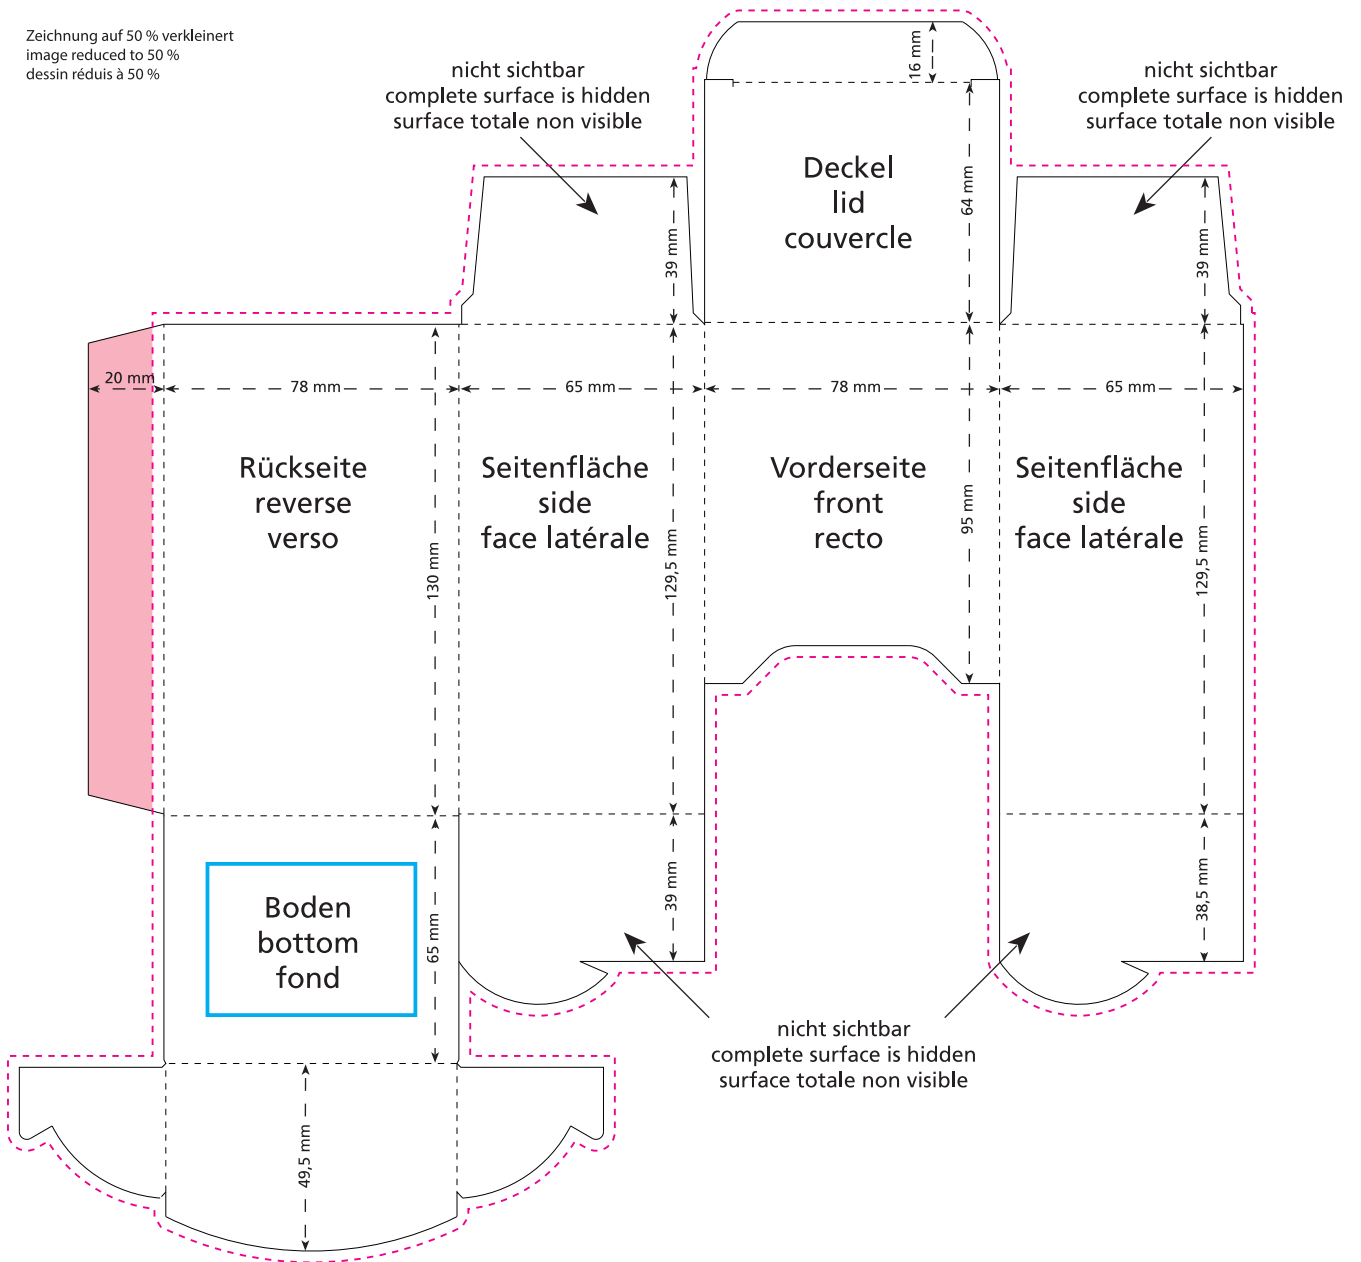 Zeichnung auf 50 % verkleinert
image reduced to 50 %
dessin réduis à 50 %
nicht sichtbar
complete surface is hidden
surface totale non visible
16 mm
nicht sichtbar
complete surface is hidden
surface totale non visible
Deckel
lid
couvercle
64 mm
39 mm
39 mm
20 mm
78 mm
65 mm
78 mm
65 mm
Rückseite
reverse
verso
Seitenfläche
side
face latérale
Vorderseite
front
recto
Seitenfläche
side
face latérale
130 mm
129,5 mm
95 mm
129,5 mm
Boden
bottom
fond
65 mm
39 mm
38,5 mm
nicht sichtbar
complete surface is hidden
surface totale non visible
49,5 mm